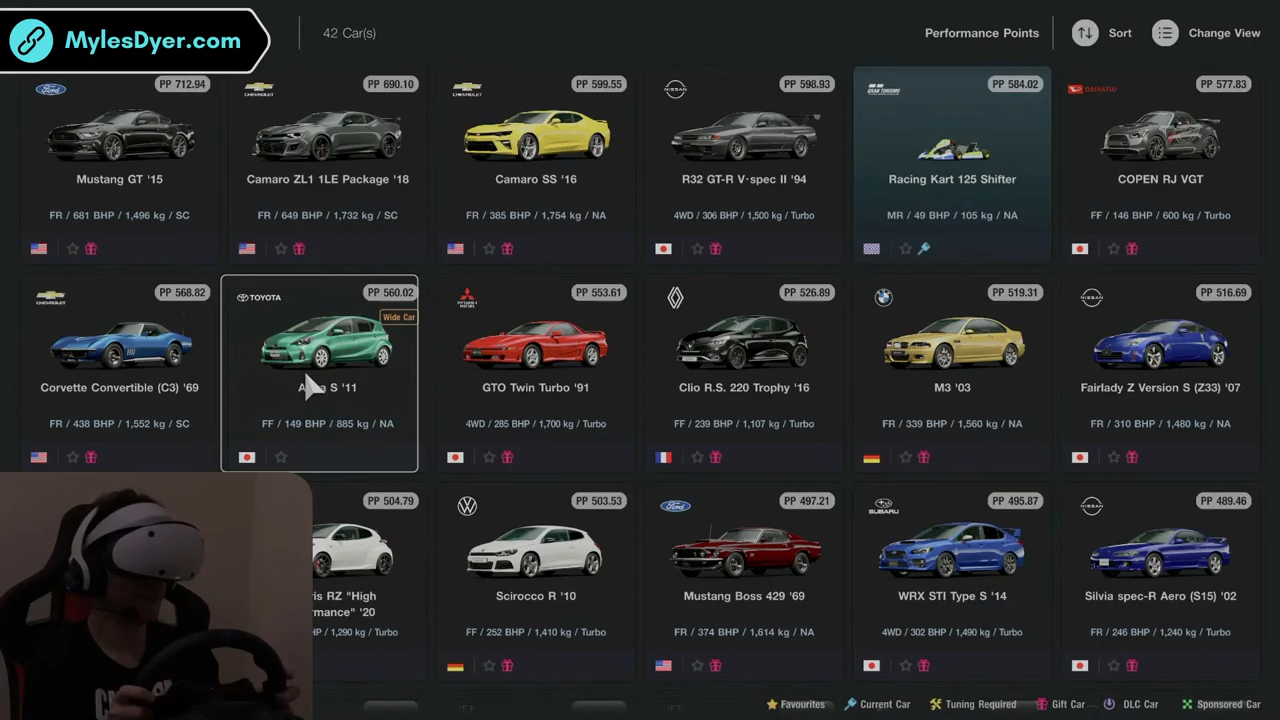 MylesDyer.com
42 Car(s)
Performance Points
Sort
Change View
Ford
PP 712.94
Mustang GT '15
FR / 681 BHP / 1,496 kg / SC
CHEVROLET
PP 690.10
Camaro ZL1 1LE Package '18
FR / 649 BHP / 1,732 kg / SC
CHEVROLET
PP 599.55
Camaro SS '16
FR / 385 BHP / 1,754 kg / NA
PP 598.93
R32 GT-R V·spec II '94
4WD / 306 BHP / 1,500 kg / Turbo
GRAN TURISMO
PP 584.02
Racing Kart 125 Shifter
MR / 49 BHP / 105 kg / NA
DAIHATSU
PP 577.83
COPEN RJ VGT
FF / 146 BHP / 600 kg / Turbo
CHEVROLET
PP 568.82
Corvette Convertible (C3) '69
FR / 438 BHP / 1,552 kg / SC
TOYOTA
PP 560.02
Wide Car
S '11
FF / 149 BHP / 885 kg / NA
MITSUBISHI
MOTORS
PP 553.61
GTO Twin Turbo '91
4WD / 285 BHP / 1,700 kg / Turbo
PP 526.89
Clio R.S. 220 Trophy '16
FF / 239 BHP / 1,107 kg / Turbo
PP 519.31
M3 '03
FR / 339 BHP / 1,560 kg / NA
PP 516.69
Fairlady Z Version S (Z33) '07
FR / 310 BHP / 1,480 kg / NA
PP 504.79
RZ "High
'20
/ 1,290 kg / Turbo
PP 503.53
Scirocco R '10
FF / 252 BHP / 1,410 kg / Turbo
Ford
PP 497.21
Mustang Boss 429 '69
FR / 374 BHP / 1,614 kg / NA
SUBARU
PP 495.87
WRX STI Type S '14
4WD / 302 BHP / 1,490 kg / Turbo
PP 489.46
Silvia spec-R Aero (S15) '02
FR / 246 BHP / 1,240 kg / Turbo
Favourites
Current Car
Tuning Required
Gift Car
DLC Car
Sponsored Car